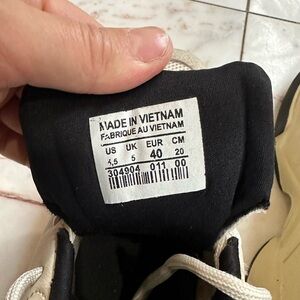 MADE IN VIETNAM
FABRIQUE AU VIETNAM
US UK EUR CM
4,5 5 40 20
304904 011 00